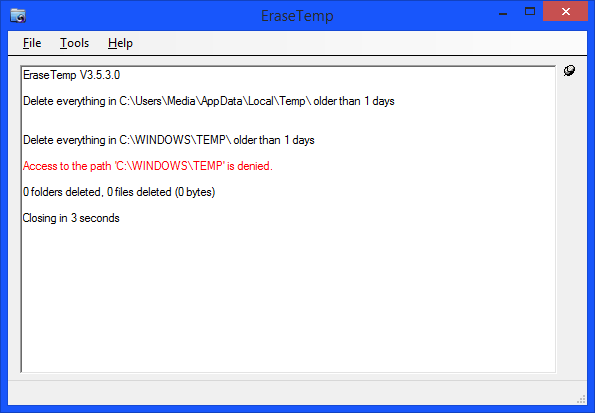 EraseTemp
File Tools Help
EraseTemp V3.5.3.0
Delete everything in C:\Users\Media\AppData\Local\Temp\ older than 1 days
Delete everything in C:\WINDOWS\TEMP\ older than 1 days
Access to the path 'C:\WINDOWS\TEMP' is denied.
0 folders deleted, 0 files deleted (0 bytes)
Closing in 3 seconds